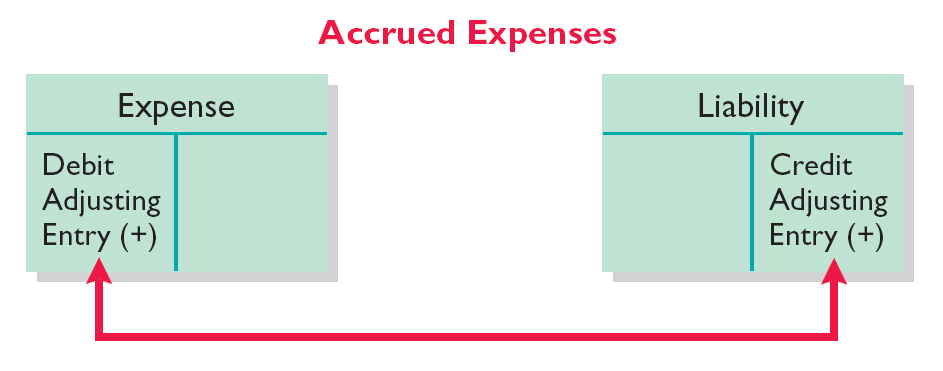 Accrued Expenses
Expense
Debit
Adjusting
Entry (+)
Liability
Credit
Adjusting
Entry (+)